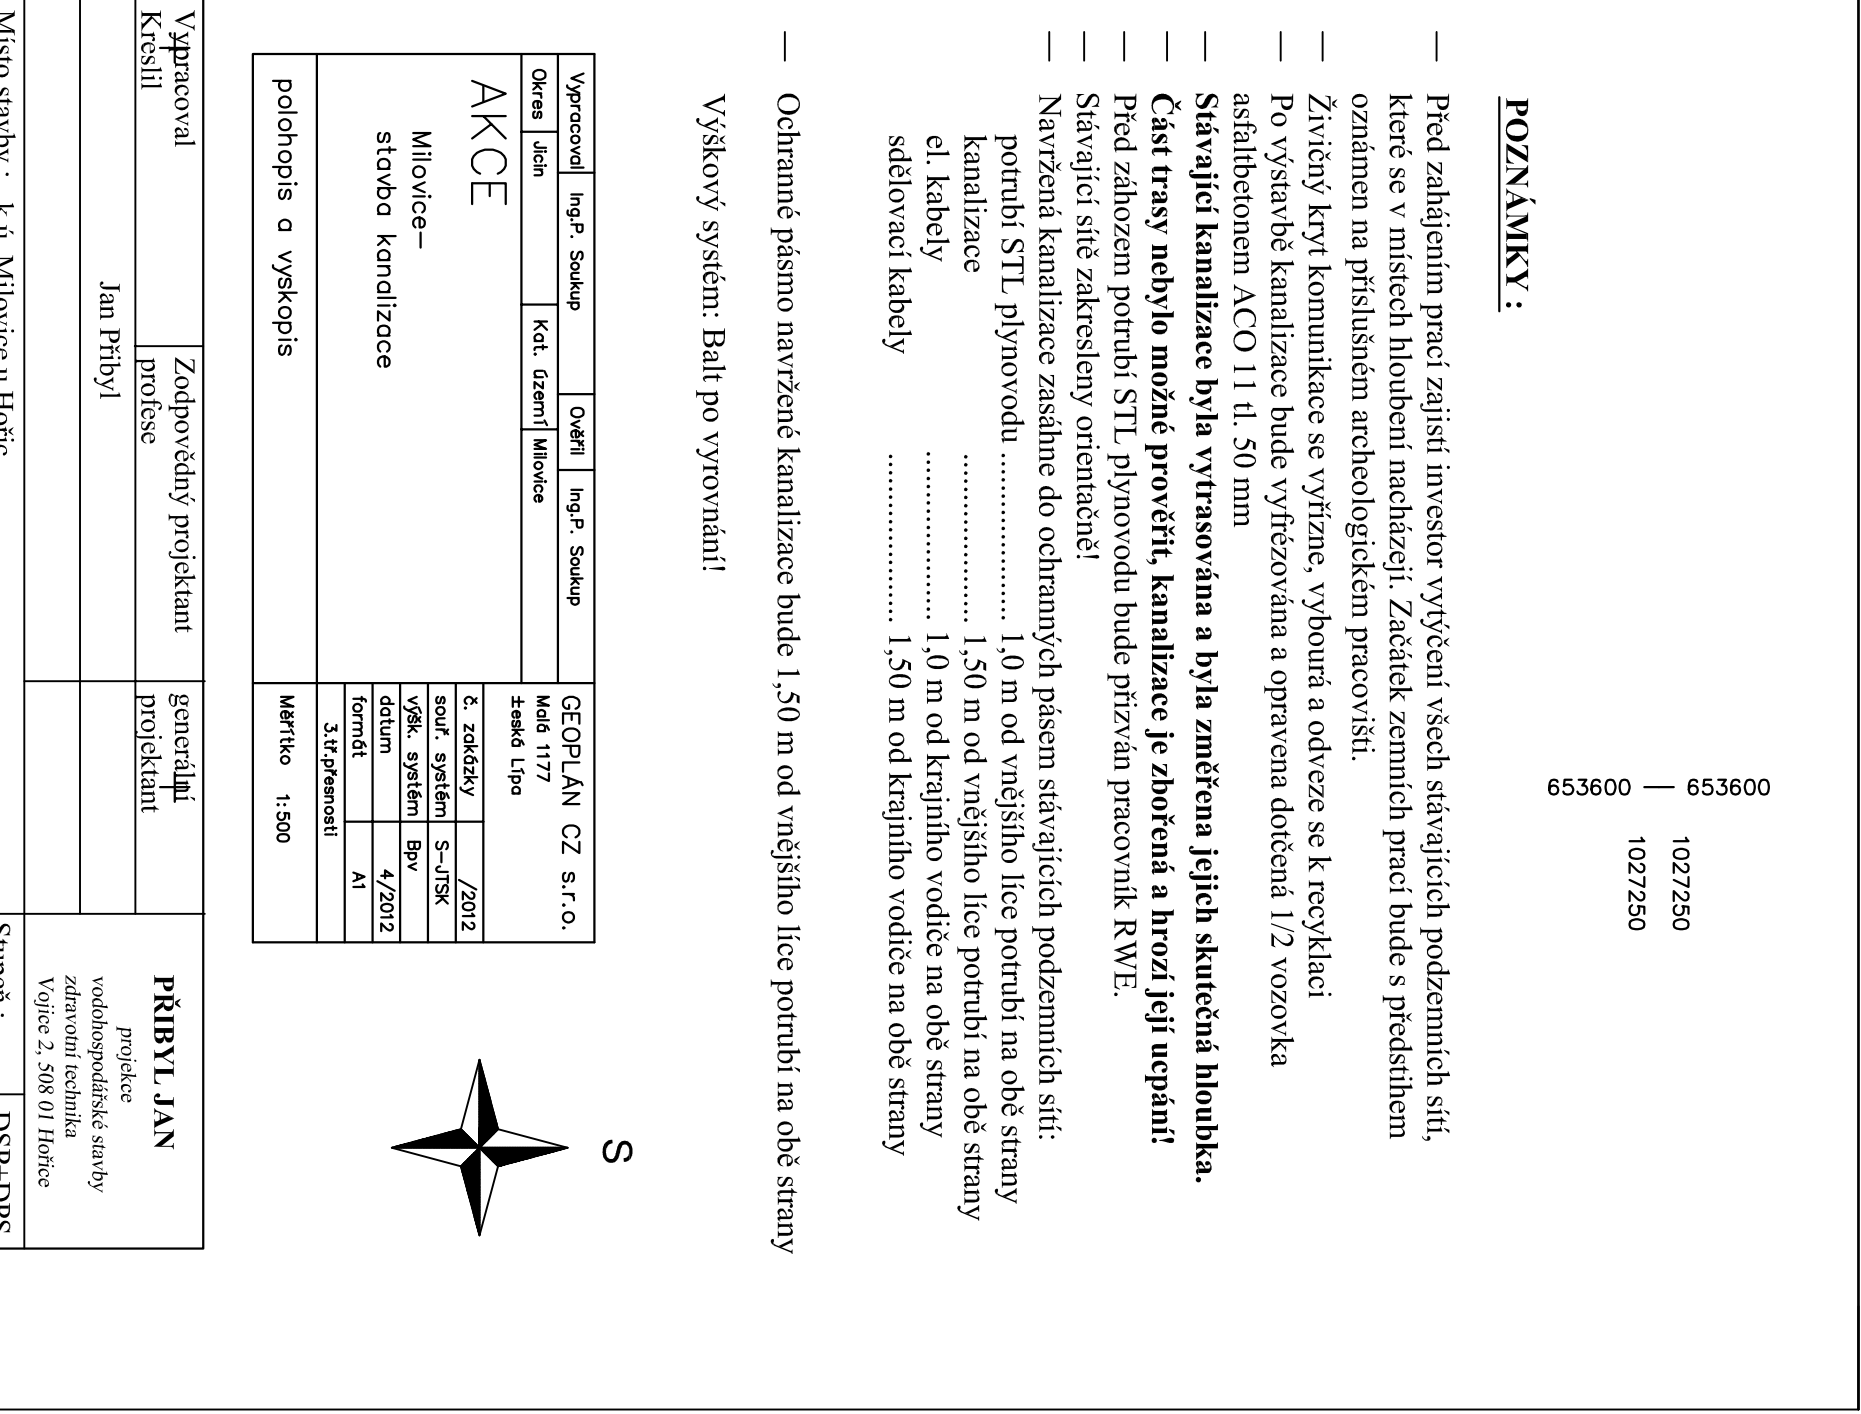 653600 — 653600
1027250
1027250
POZNÁMKY :
— Před zahájením prací zajistí investor vytýčení všech stávajících podzemních sítí,
které se v místech hloubení nacházejí. Začátek zemních prací bude s předstihem
oznámen na příslušném archeologickém pracovišti.
— Živičný kryt komunikace se vyřízne, vybourá a odveze se k recyklaci
— Po výstavbě kanalizace bude vyfrézována a opravena dotčená 1/2 vozovka
asfaltbetonem ACO 11 tl. 50 mm
— Stávající kanalizace byla vytrasována a byla změřena jejich skutečná hloubka.
— Část trasy nebylo možné prověřit, kanalizace je zbořená a hrozí její ucpání!
— Před záhozem potrubí STL plynovodu bude přizván pracovník RWE.
— Stávající sítě zakresleny orientačně!
— Navržená kanalizace zasáhne do ochranných pásem stávajících podzemních sítí:
potrubí STL plynovodu ...................... 1,0 m od vnějšího líce potrubí na obě strany
kanalizace ...................... 1,50 m od vnějšího líce potrubí na obě strany
el. kabely ...................... 1,0 m od krajního vodiče na obě strany
sdělovací kabely ...................... 1,50 m od krajního vodiče na obě strany
— Ochranné pásmo navržené kanalizace bude 1,50 m od vnějšího líce potrubí na obě strany
Výškový systém: Balt po vyrovnání!
Vypracoval Ing.P. Soukup Ověřil Ing.P. Soukup
Okres Jicin Kat. území Milovice
AKCE
Milovice—
stavba kanalizace
polohopis a vyskopis
GEOPLÁN CZ s.r.o.
Malá 1177
±eská Lípa
č. zakázky /2012
souř. systém S—JTSK
výšk. systém Bpv
datum 4/2012
formát A1
3.tř.přesnosti
Měřítko 1:500
S
Vypracoval
Kreslil
Zodpovědný projektant
profese
generální
projektant
Jan Přibyl
PŘIBYL JAN
projekce
vodohospodářské stavby
zdravotní technika
Vojice 2, 508 01 Hořice
Místo stavby : k.ú. Milovice u Hořic
Stupeň : DSP+DPS